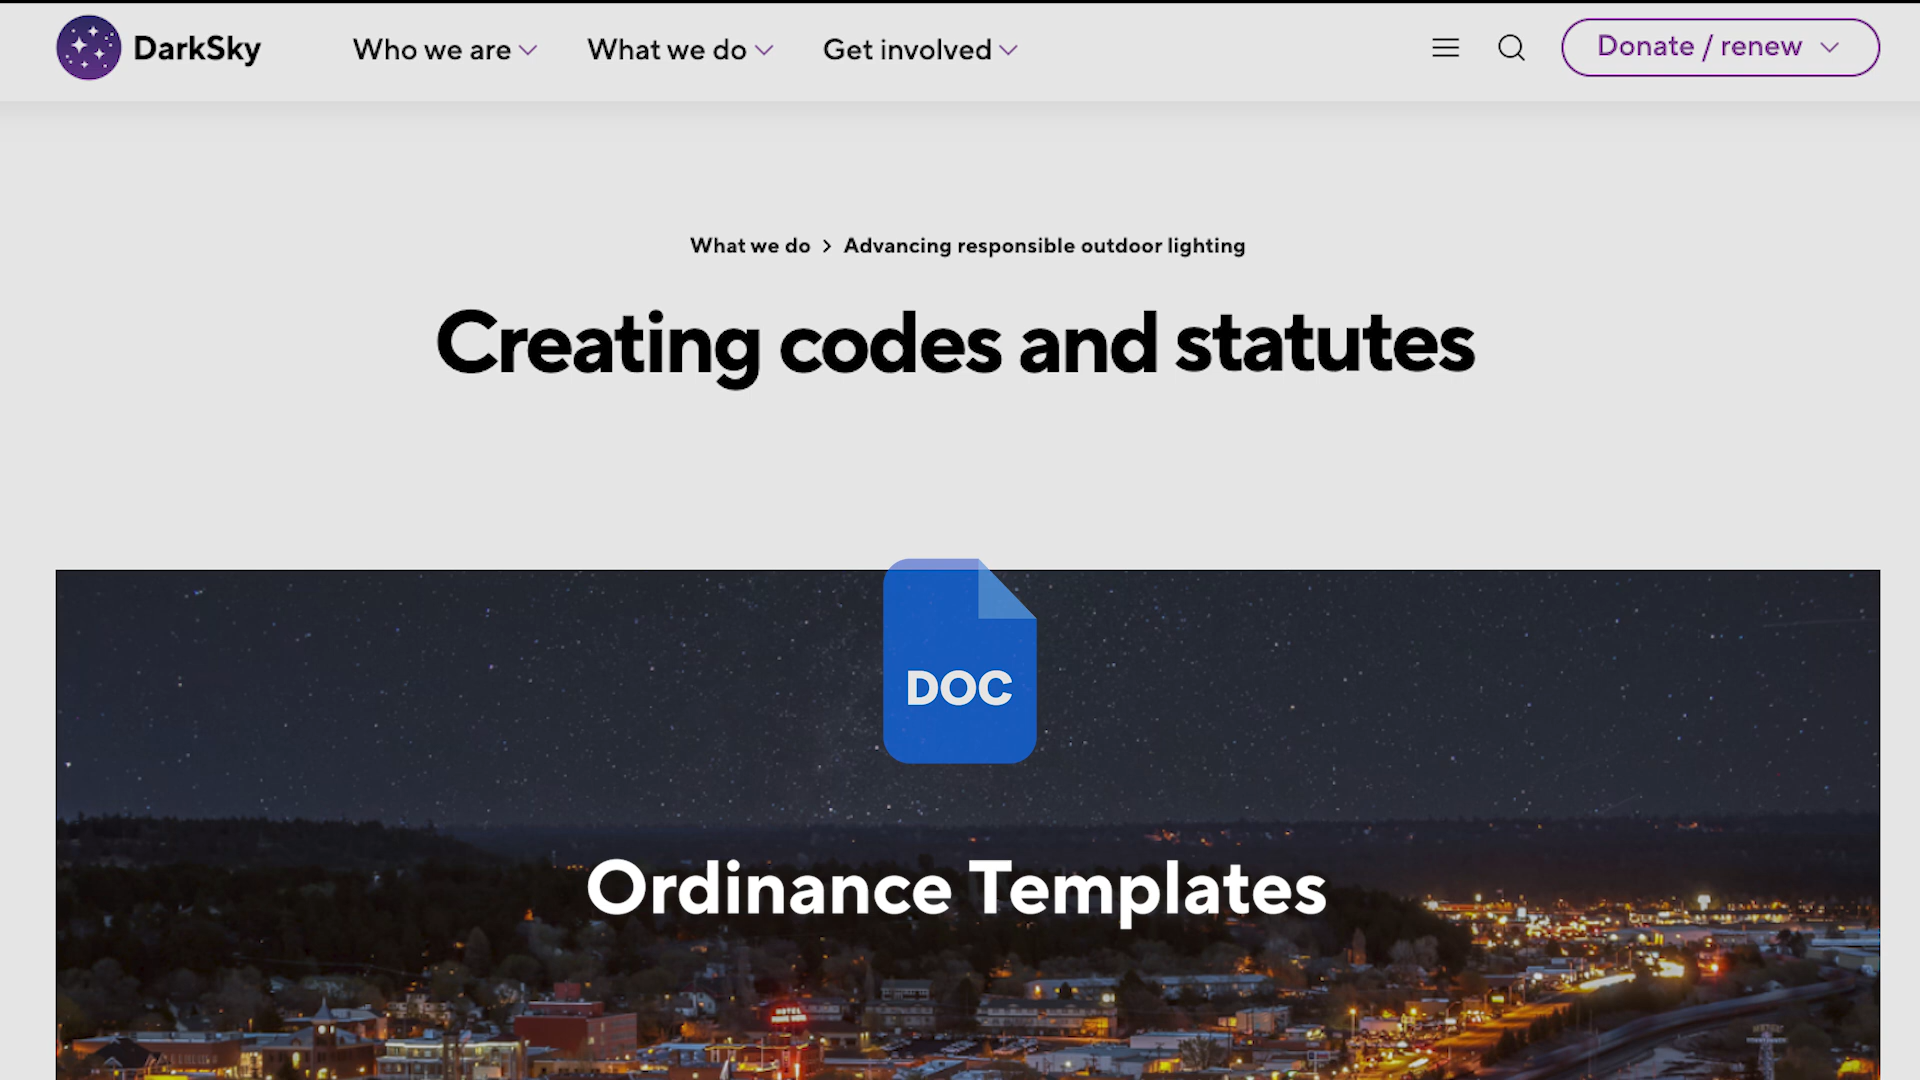 DarkSky
Who we are
What we do
Get involved
Donate / renew
What we do > Advancing responsible outdoor lighting
Creating codes and statutes
DOC
Ordinance Templates
HOTEL